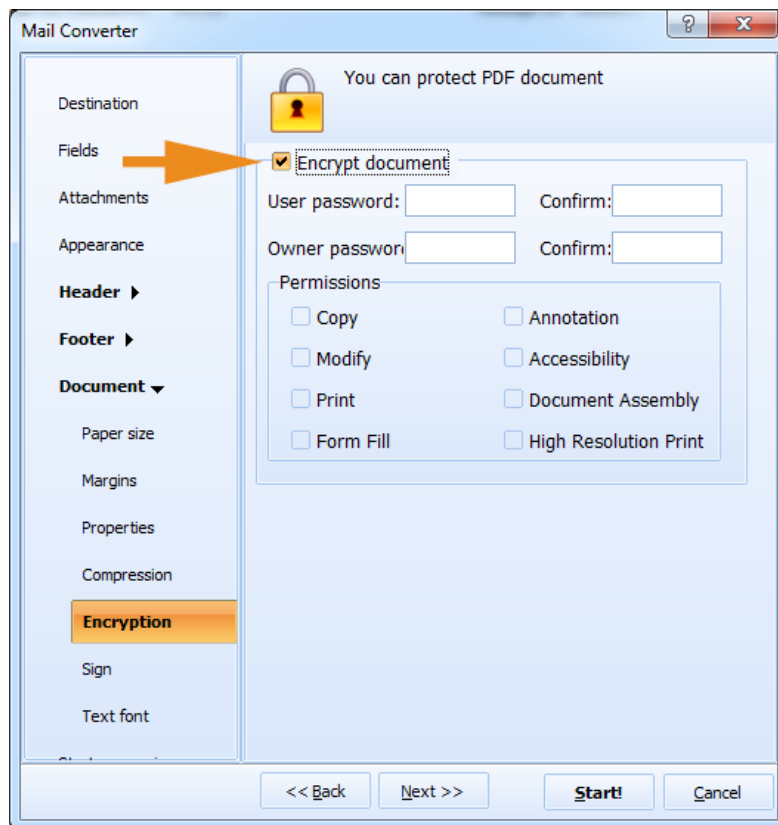 Mail Converter
You can protect PDF document
Destination
Fields
Attachments
Appearance
Header
Footer
Document
Paper size
Margins
Properties
Compression
Encryption
Sign
Text font
Encrypt document
User password: Confirm:
Owner passwor Confirm:
Permissions
Copy Annotation
Modify Accessibility
Print Document Assembly
Form Fill High Resolution Print
<< Back Next >> Start! Cancel